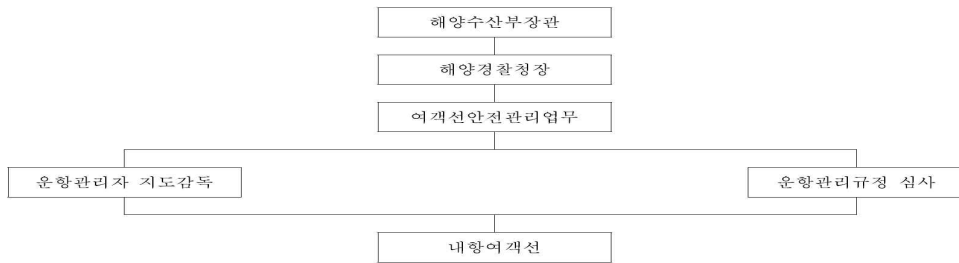 해양수산부장관
해양경찰청장
여객선안전관리업무
운항관리자 지도감독
운항관리규정 심사
내항여객선